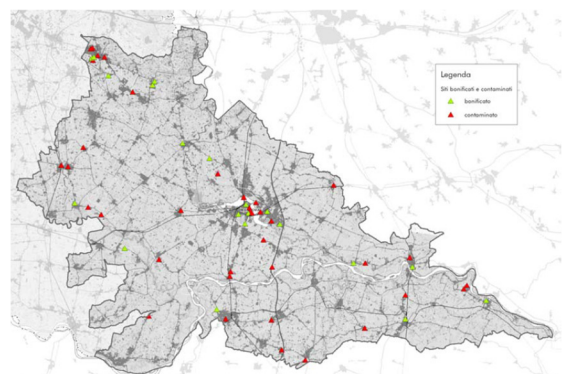 Legenda
Siti bonificati e contaminati
bonificato
contaminato